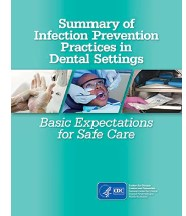 Summary of
Infection Prevention
Practices in
Dental Settings
Basic Expectations
for Safe Care
CDC